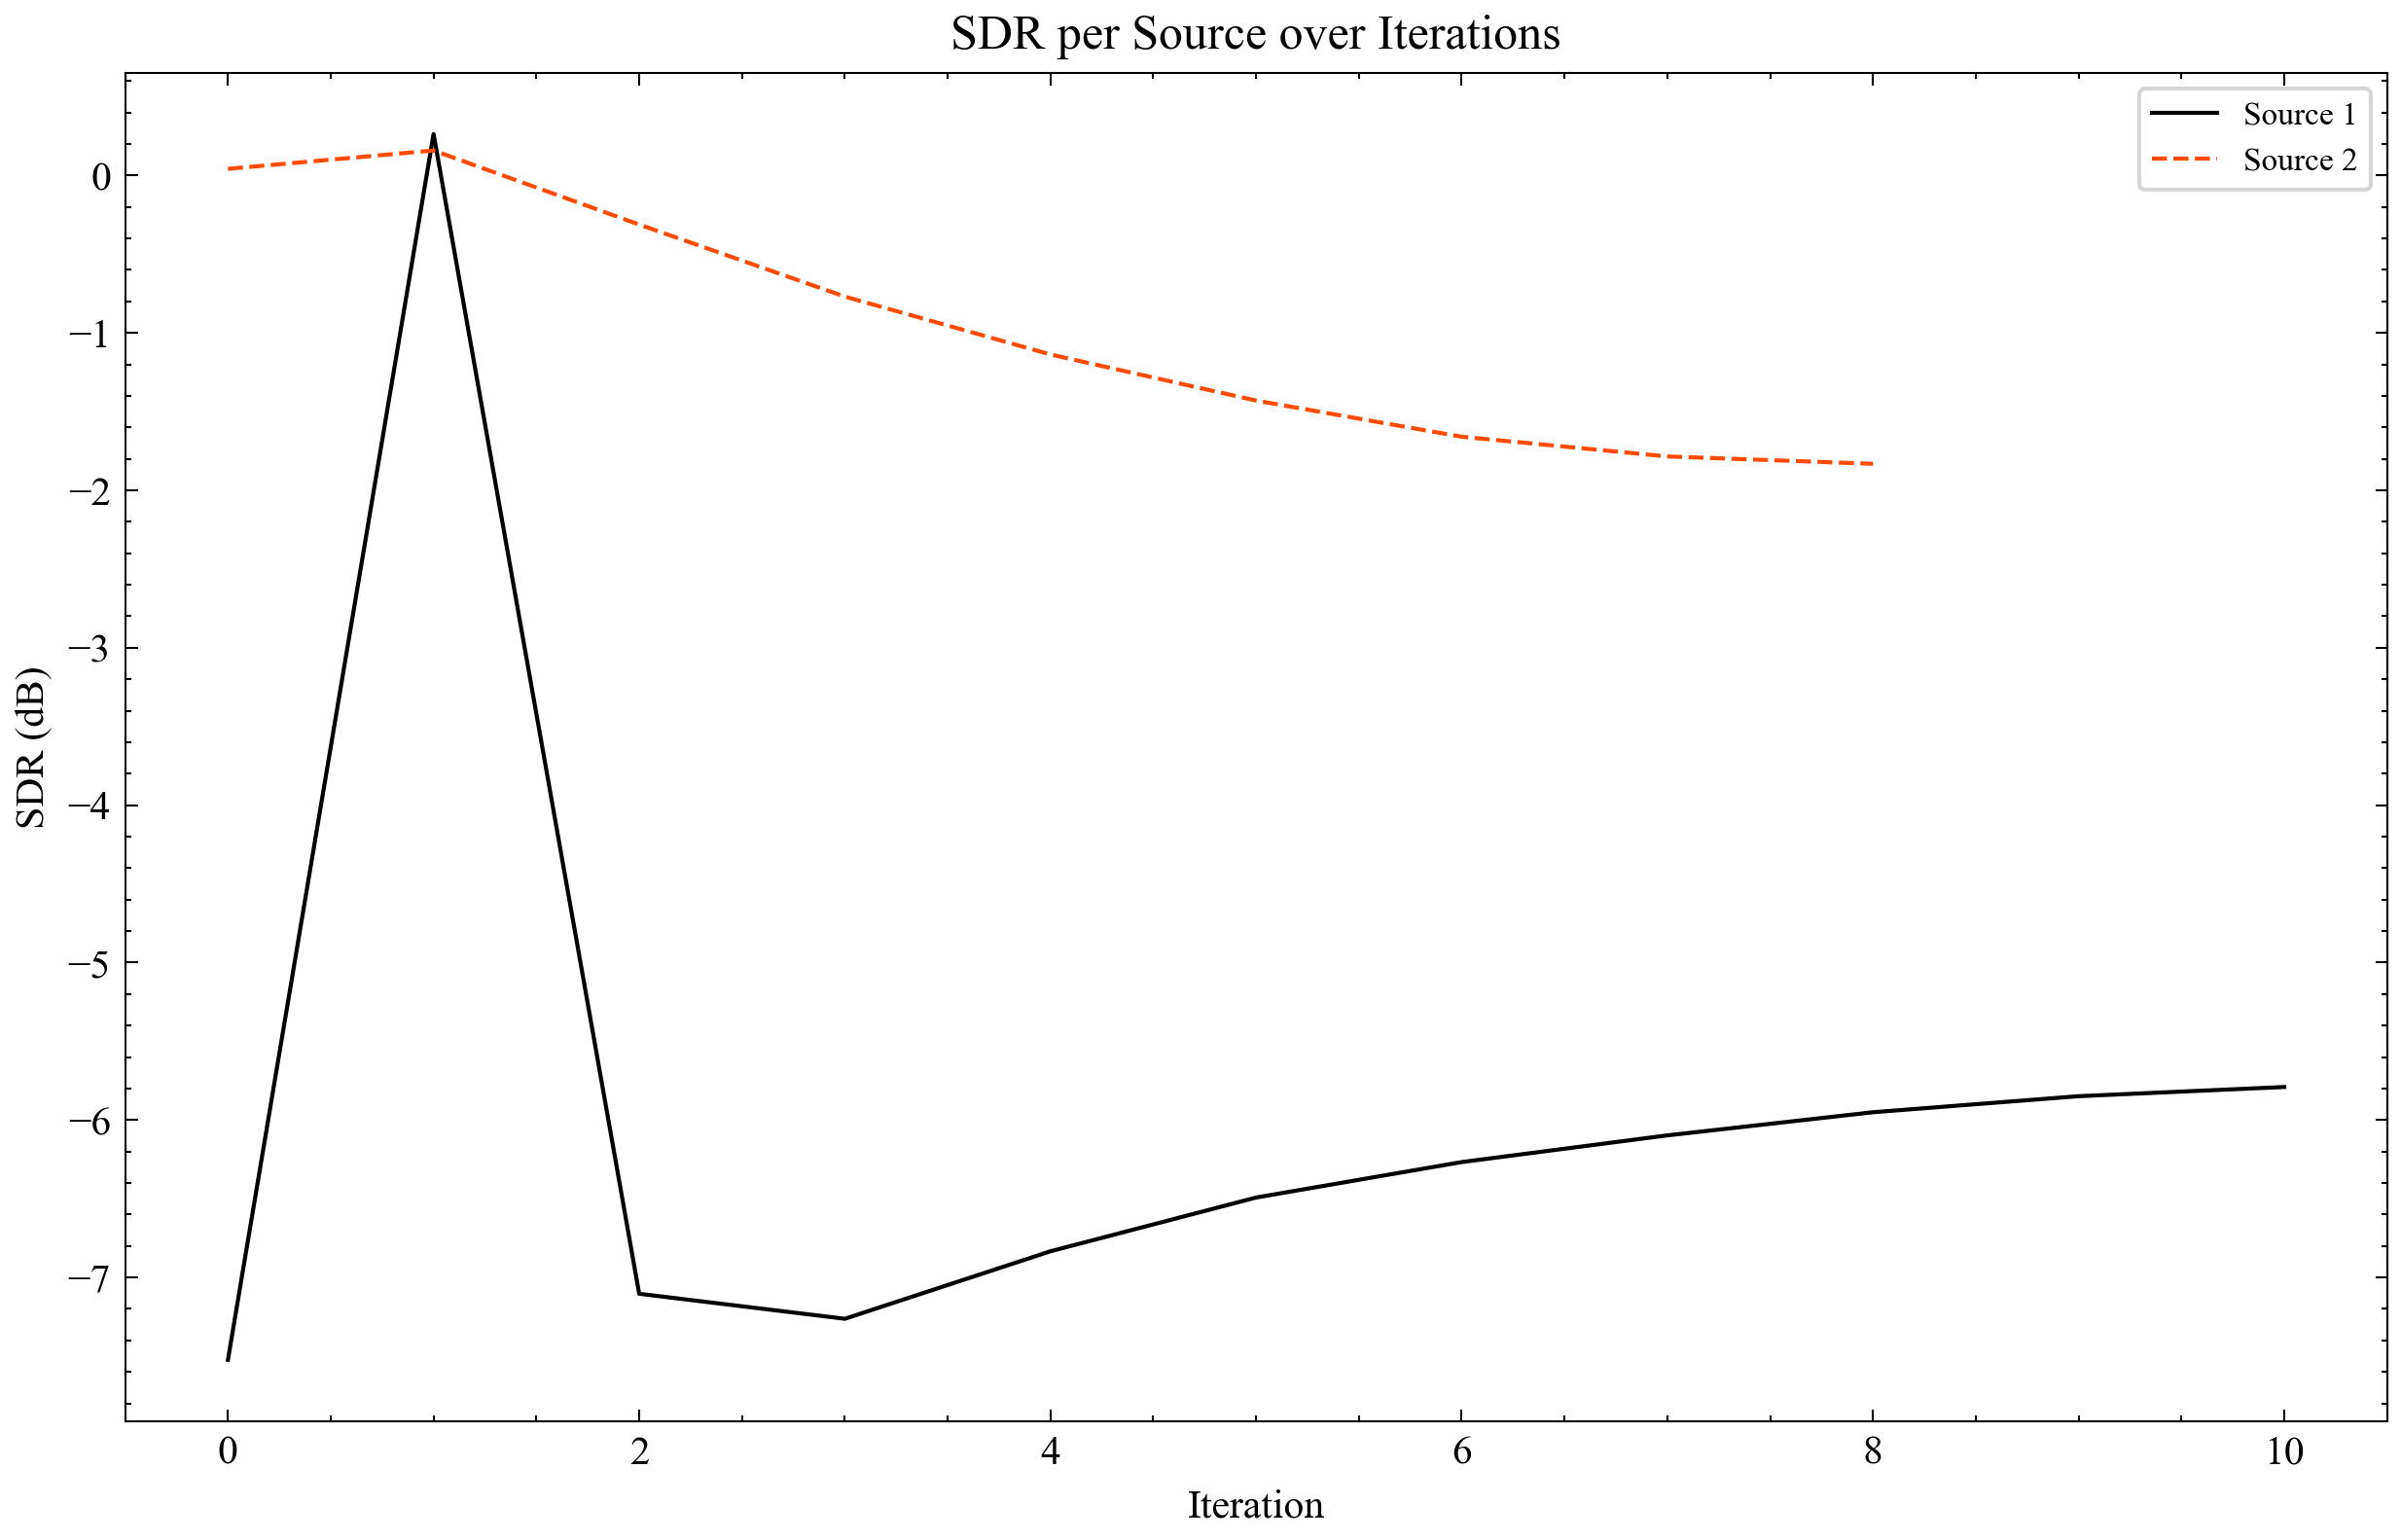 SDR per Source over Iterations
Source 1
Source 2
0
−1
−2
−3
−4
−5
−6
−7
SDR (dB)
0 2 4 6 8 10
Iteration